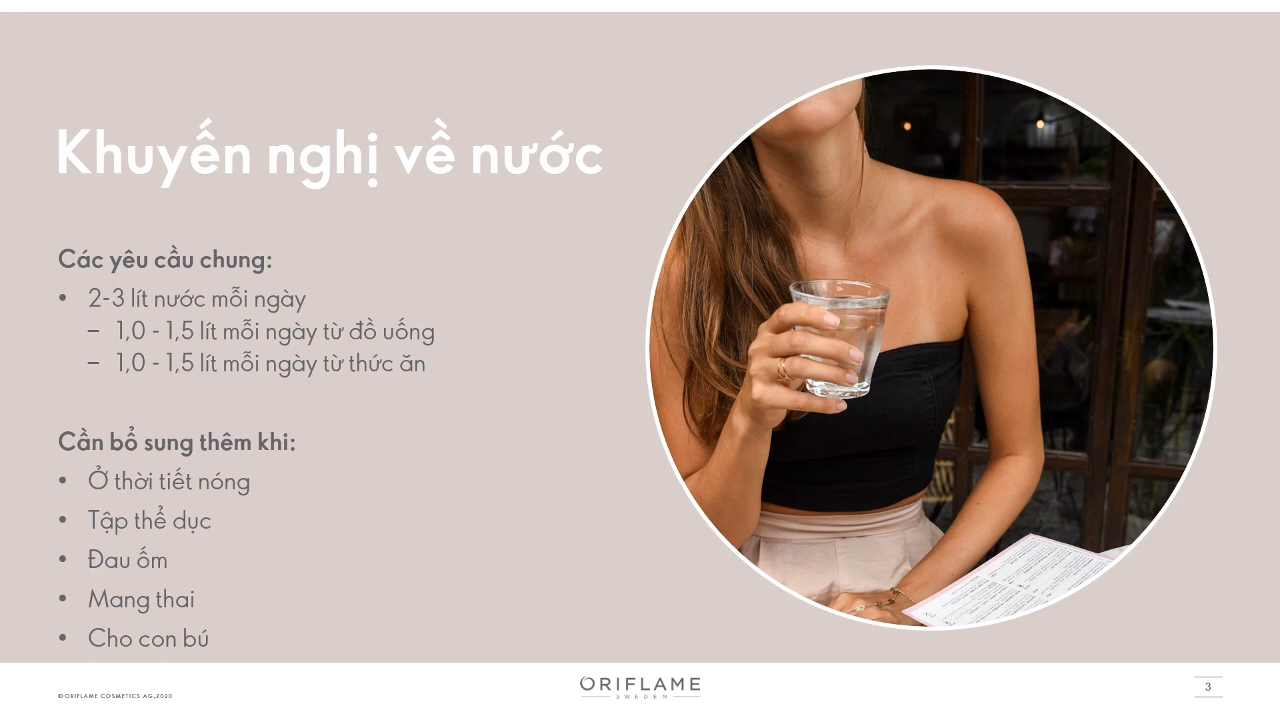 Khuyến nghị về nước
Các yêu cầu chung:
• 2-3 lít nước mỗi ngày
– 1,0 - 1,5 lít mỗi ngày từ đồ uống
– 1,0 - 1,5 lít mỗi ngày từ thức ăn
Cần bổ sung thêm khi:
• Ở thời tiết nóng
• Tập thể dục
• Đau ốm
• Mang thai
• Cho con bú
© ORIFLAME COSMETICS AG, 2020
ORIFLAME
SWEDEN
3